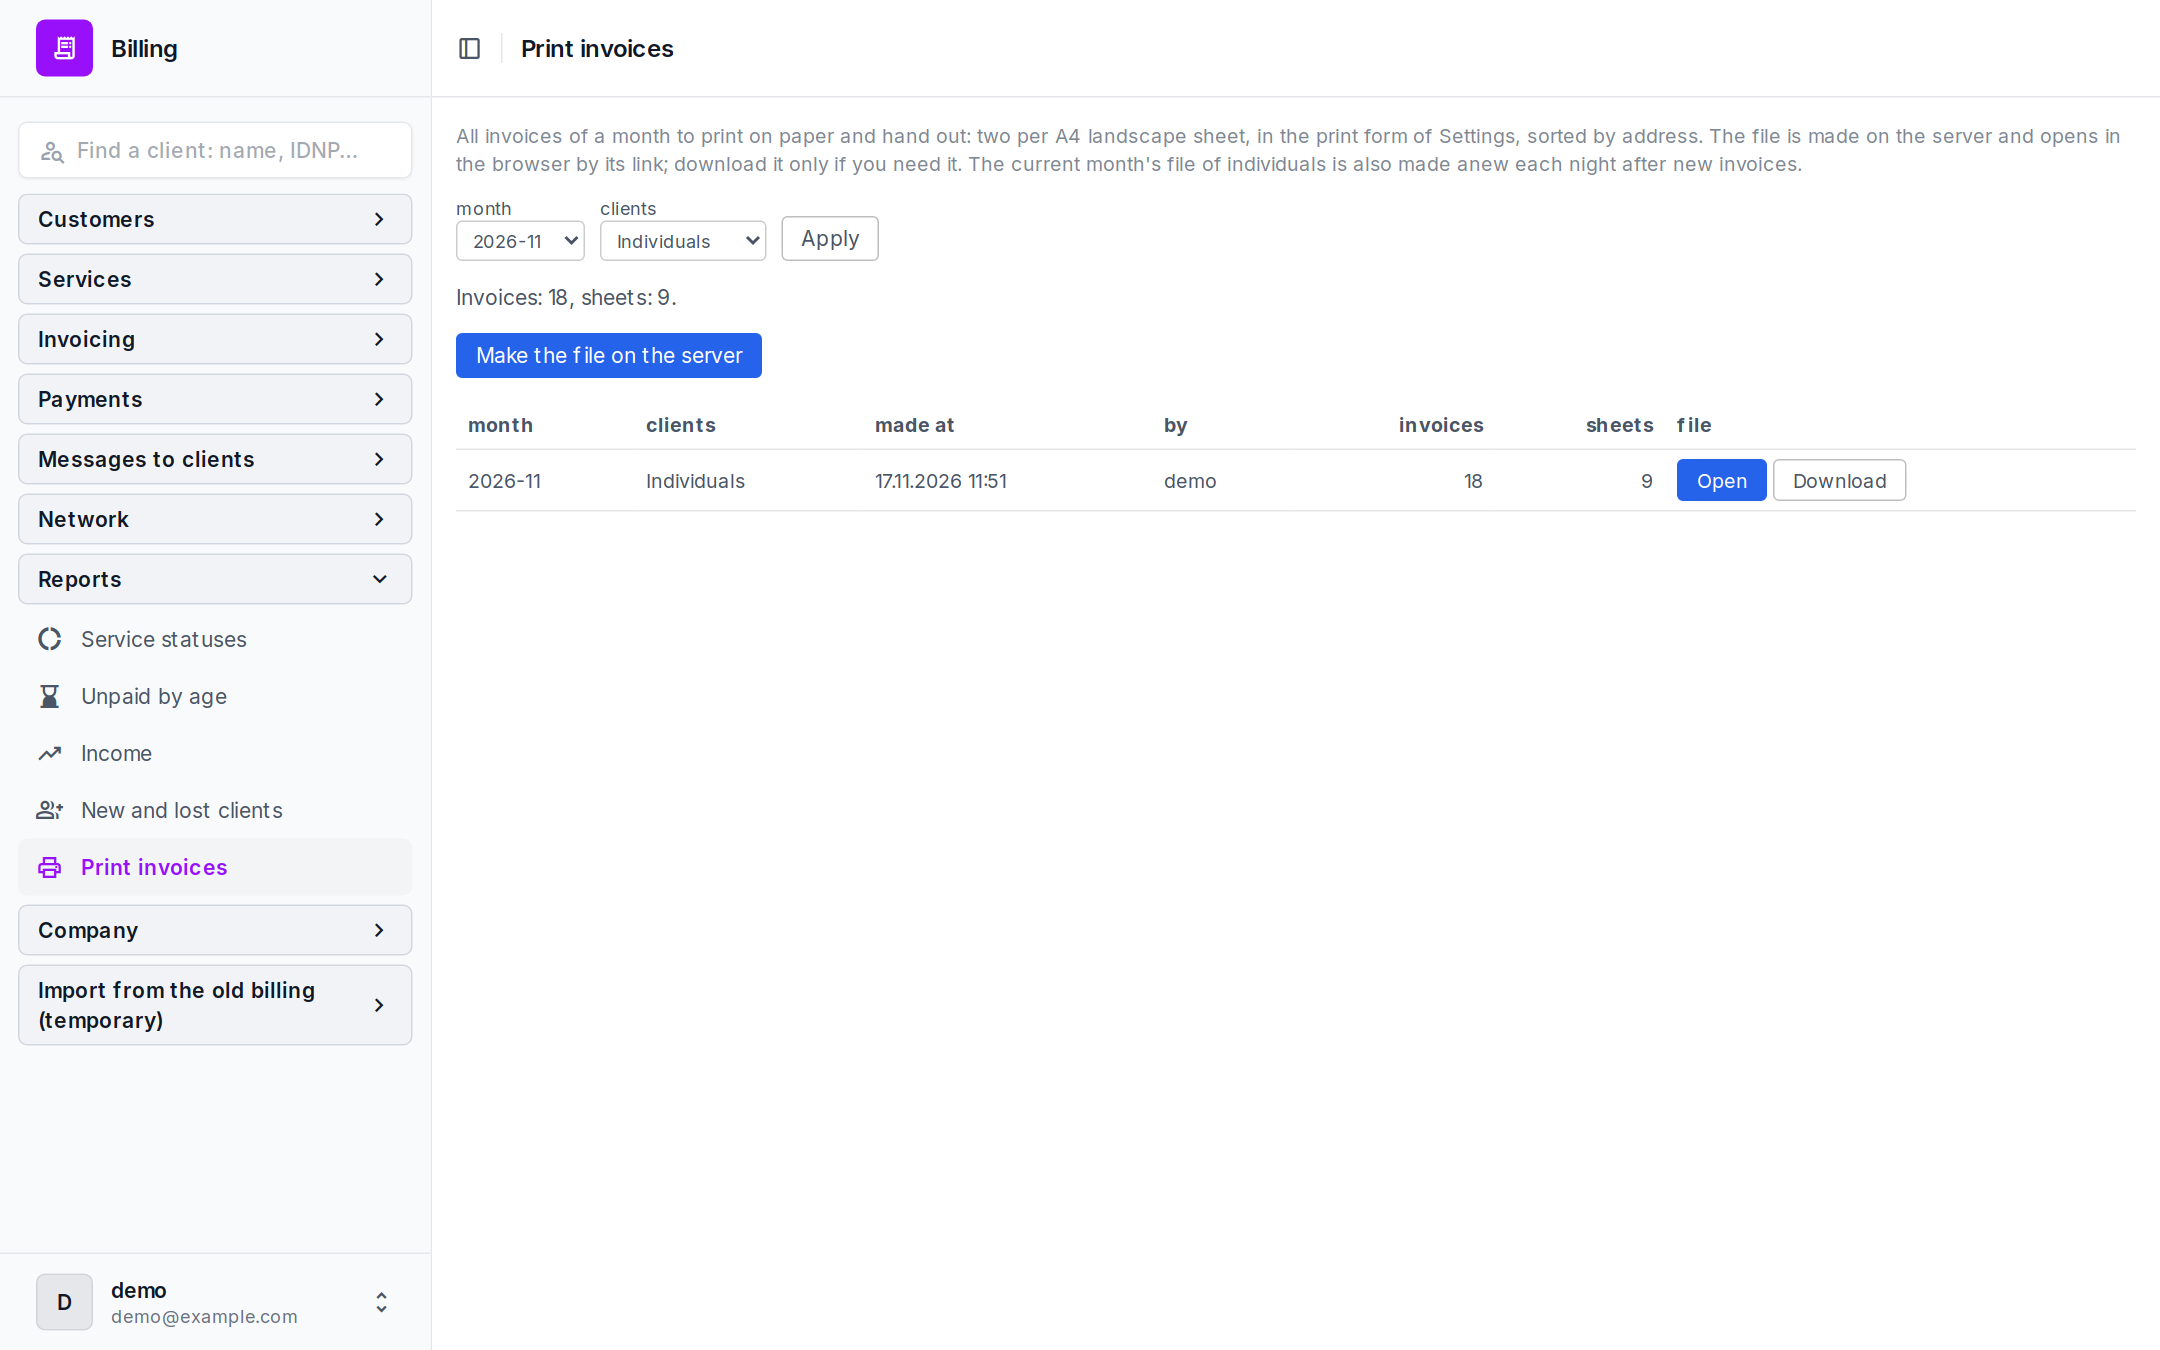 Billing
Print invoices
Find a client: name, IDNP...
Customers
Services
Invoicing
Payments
Messages to clients
Network
Reports
Service statuses
Unpaid by age
Income
New and lost clients
Print invoices
Company
Import from the old billing
(temporary)
D
demo
demo@example.com
All invoices of a month to print on paper and hand out: two per A4 landscape sheet, in the print form of Settings, sorted by address. The file is made on the server and opens in
the browser by its link; download it only if you need it. The current month's file of individuals is also made anew each night after new invoices.
month clients
2026-11 Individuals Apply
Invoices: 18, sheets: 9.
Make the file on the server
month clients made at by invoices sheets file
2026-11 Individuals 17.11.2026 11:51 demo 18 9 Open Download